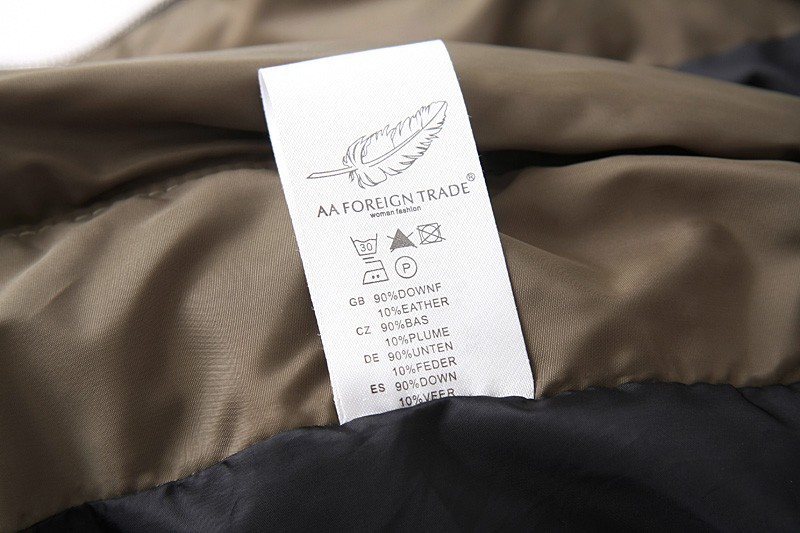 AA FOREIGN TRADE®
woman fashion
30
P
GB 90%DOWNF
10%EATHER
CZ 90%BAS
10%PLUME
DE 90%UNTEN
10%FEDER
ES 90%DOWN
10%VEER